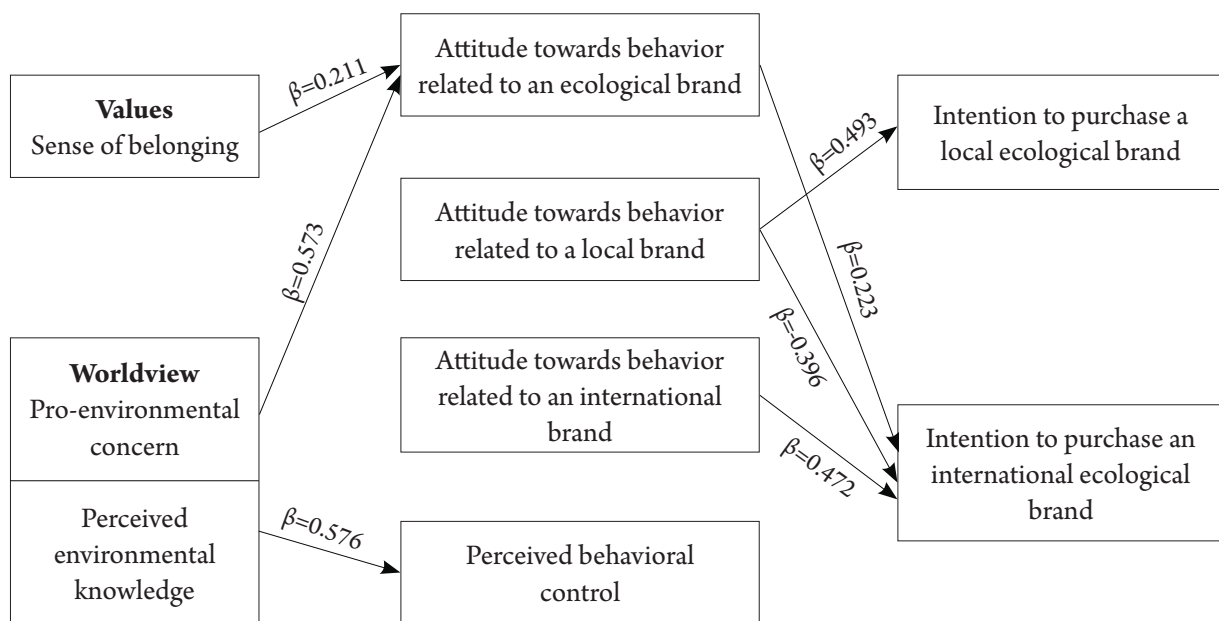 Values
Sense of belonging
Worldview
Pro-environmental
concern
Perceived
environmental
knowledge
β=0.211
β=0.573
β=0.576
Attitude towards behavior
related to an ecological brand
Attitude towards behavior
related to a local brand
Attitude towards behavior
related to an international
brand
Perceived behavioral
control
β=0.493
β=0.223
β=-0.396
β=0.472
Intention to purchase a
local ecological brand
Intention to purchase an
international ecological
brand